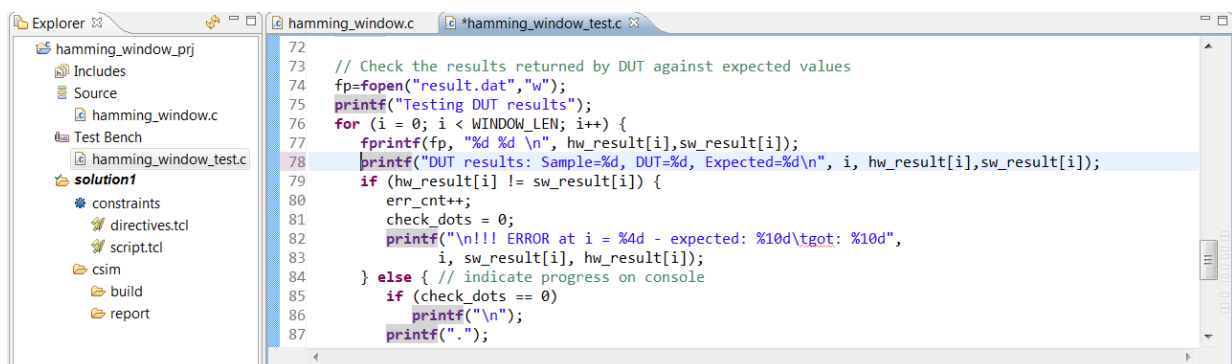 Explorer
hamming_window_prj
Includes
Source
hamming_window.c
Test Bench
hamming_window_test.c
solution1
constraints
directives.tcl
script.tcl
csim
build
report
hamming_window.c
*hamming_window_test.c
72
73 // Check the results returned by DUT against expected values
74 fp=fopen("result.dat","w");
75 printf("Testing DUT results");
76 for (i = 0; i < WINDOW_LEN; i++) {
77 fprintf(fp, "%d %d \n", hw_result[i],sw_result[i]);
78 printf("DUT results: Sample=%d, DUT=%d, Expected=%d\n", i, hw_result[i],sw_result[i]);
79 if (hw_result[i] != sw_result[i]) {
80 err_cnt++;
81 check_dots = 0;
82 printf("\n!!! ERROR at i = %4d - expected: %10d\tgot: %10d",
83 i, sw_result[i], hw_result[i]);
84 } else { // indicate progress on console
85 if (check_dots == 0)
86 printf("\n");
87 printf(".");